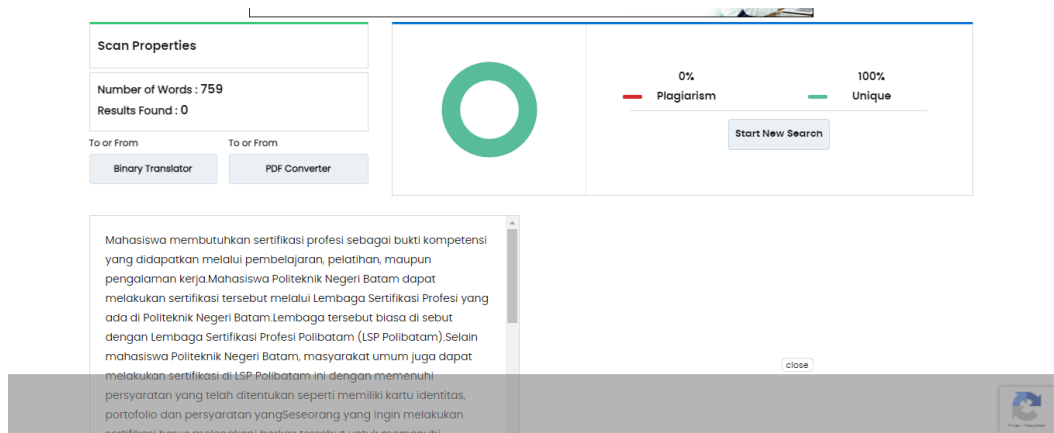 Scan Properties
Number of Words : 759
Results Found : 0
To or From
To or From
Binary Translator
PDF Converter
0%
Plagiarism
100%
Unique
Start New Search
Mahasiswa membutuhkan sertifikasi profesi sebagai bukti kompetensi
yang didapatkan melalui pembelajaran, pelatihan, maupun
pengalaman kerja.Mahasiswa Politeknik Negeri Batam dapat
melakukan sertifikasi tersebut melalui Lembaga Sertifikasi Profesi yang
ada di Politeknik Negeri Batam.Lembaga tersebut biasa di sebut
dengan Lembaga Sertifikasi Profesi Polibatam (LSP Polibatam).Selain
mahasiswa Politeknik Negeri Batam, masyarakat umum juga dapat
melakukan sertifikasi di LSP Polibatam ini dengan memenuhi
persyaratan yang telah ditentukan seperti memiliki kartu identitas,
portofolio dan persyaratan yangSeseorang yang ingin melakukan
close